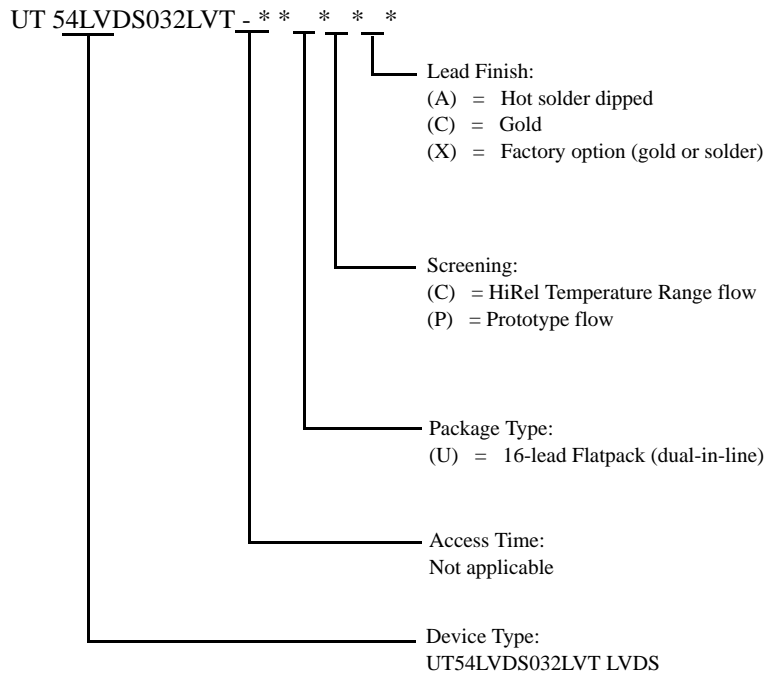 UT 54LVDS032LVT - * * * * *
Lead Finish:
(A) = Hot solder dipped
(C) = Gold
(X) = Factory option (gold or solder)
Screening:
(C) = HiRel Temperature Range flow
(P) = Prototype flow
Package Type:
(U) = 16-lead Flatpack (dual-in-line)
Access Time:
Not applicable
Device Type:
UT54LVDS032LVT LVDS